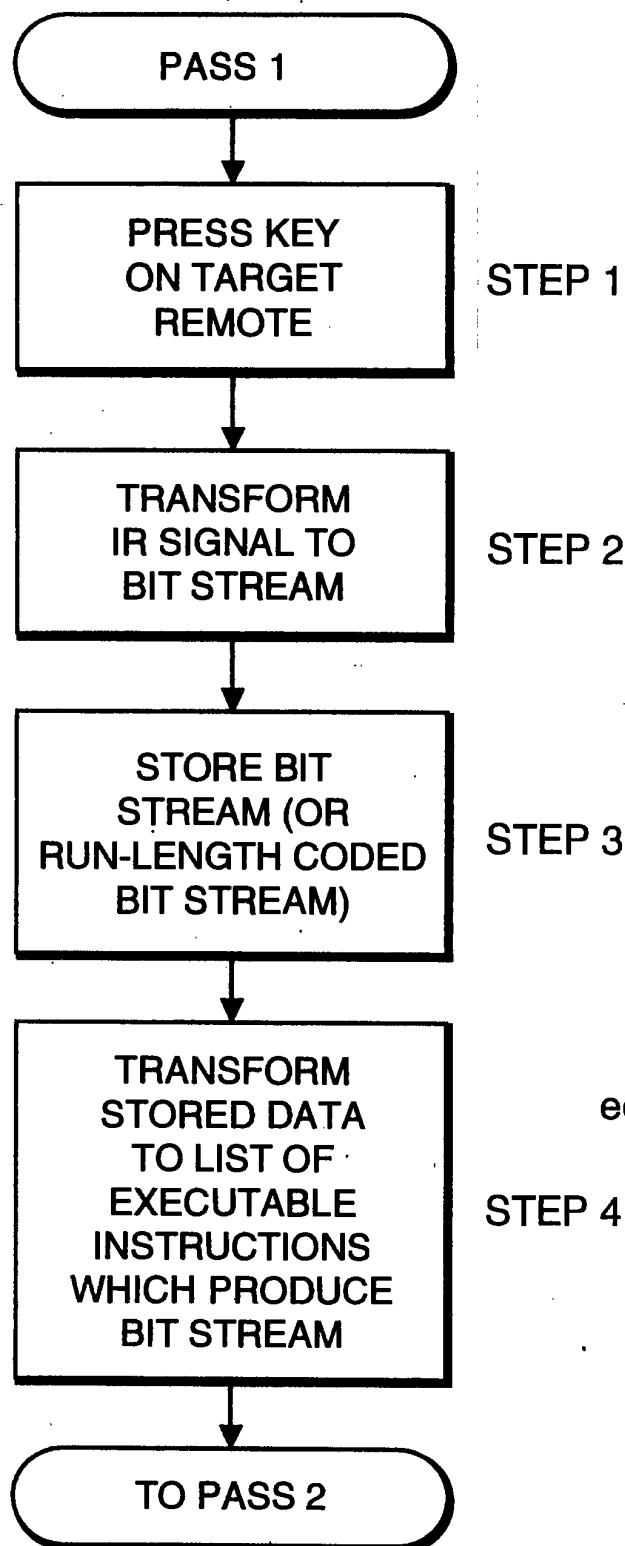 PASS 1
PRESS KEY
ON TARGET
REMOTE
STEP 1
TRANSFORM
IR SIGNAL TO
BIT STREAM
STEP 2
STORE BIT
STREAM (OR
RUN-LENGTH CODED
BIT STREAM)
STEP 3
TRANSFORM
STORED DATA
TO LIST OF
EXECUTABLE
INSTRUCTIONS
WHICH PRODUCE
BIT STREAM
STEP 4
TO PASS 2